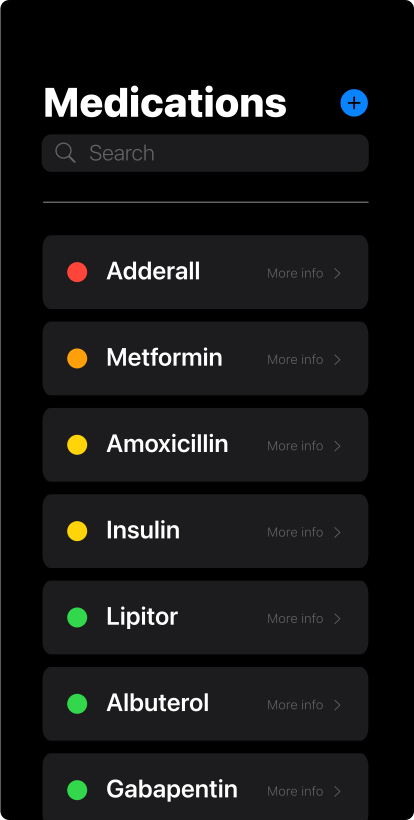 Medications
Search
Adderall More info
Metformin More info
Amoxicillin More info
Insulin More info
Lipitor More info
Albuterol More info
Gabapentin More info